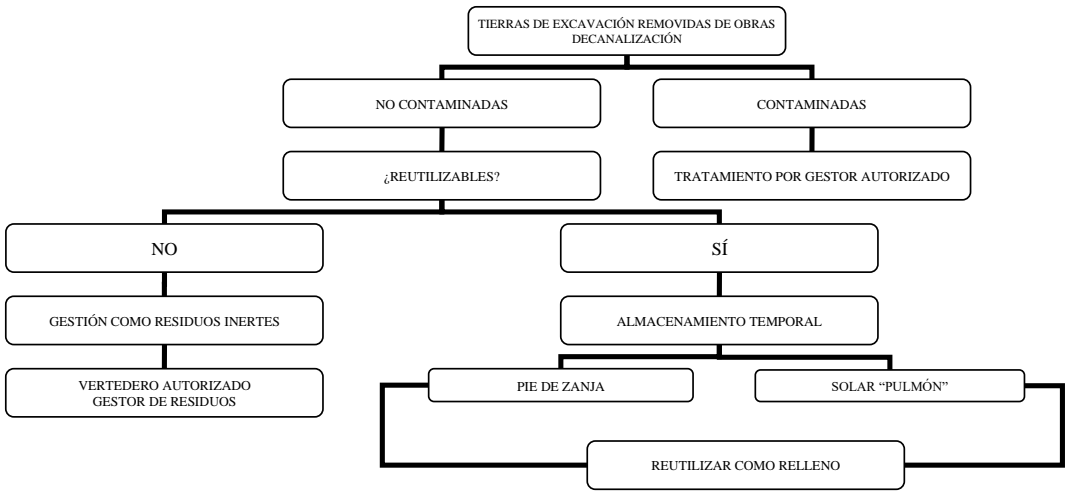 TIERRAS DE EXCAVACIÓN REMOVIDAS DE OBRAS
DECANALIZACIÓN
NO CONTAMINADAS
CONTAMINADAS
¿REUTILIZABLES?
TRATAMIENTO POR GESTOR AUTORIZADO
NO
SÍ
GESTIÓN COMO RESIDUOS INERTES
ALMACENAMIENTO TEMPORAL
VERTEDERO AUTORIZADO
GESTOR DE RESIDUOS
PIE DE ZANJA
SOLAR “PULMÓN”
REUTILIZAR COMO RELLENO